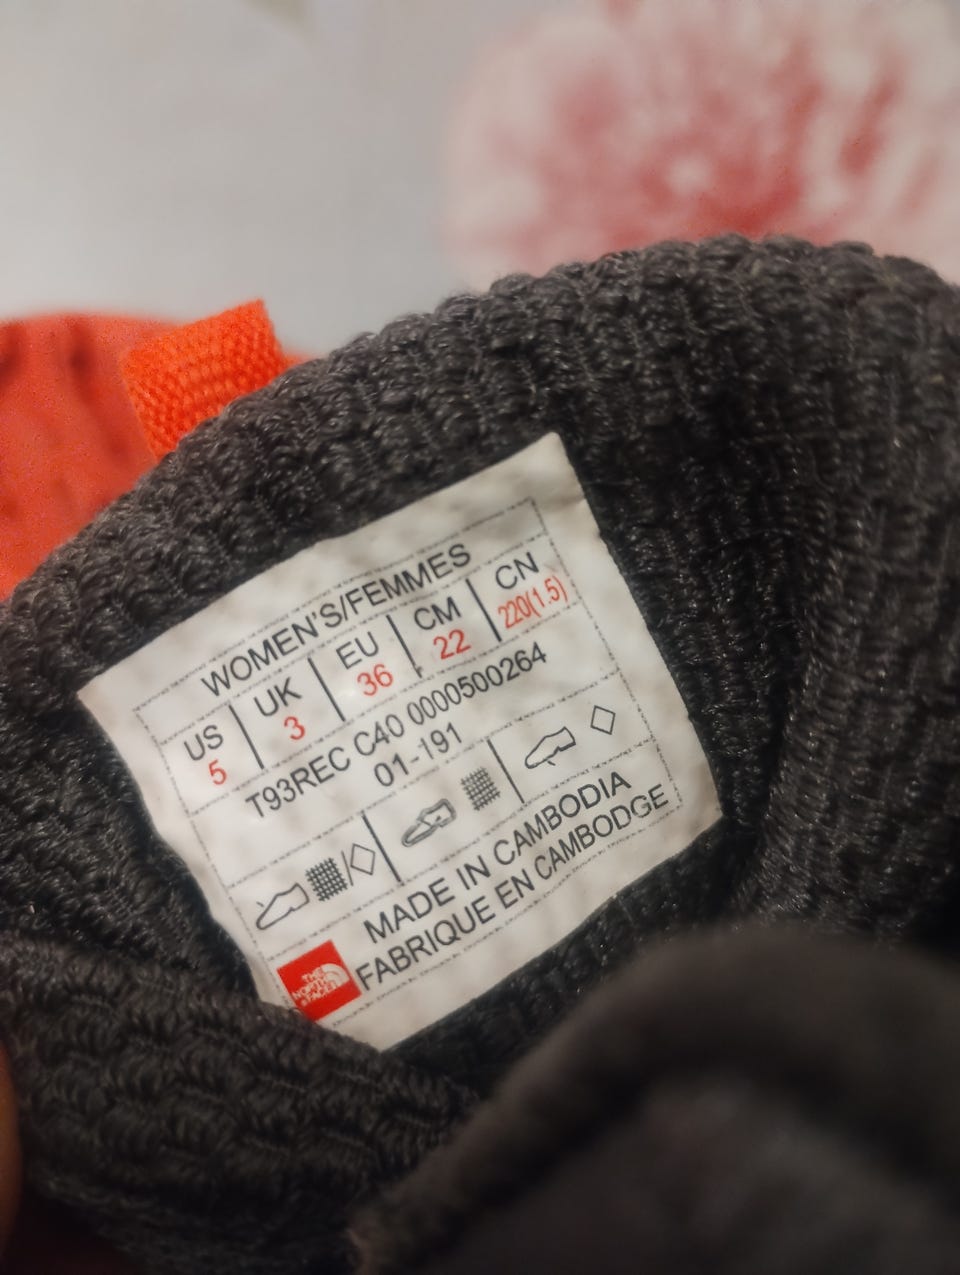 WOMEN'S/FEMMES
US UK EU CM CN
5 3 36 22 220(1.5)
T93REC C40 0000500264
01-191
MADE IN CAMBODIA
FABRIQUE EN CAMBODGE
THE
NORTH
FACE